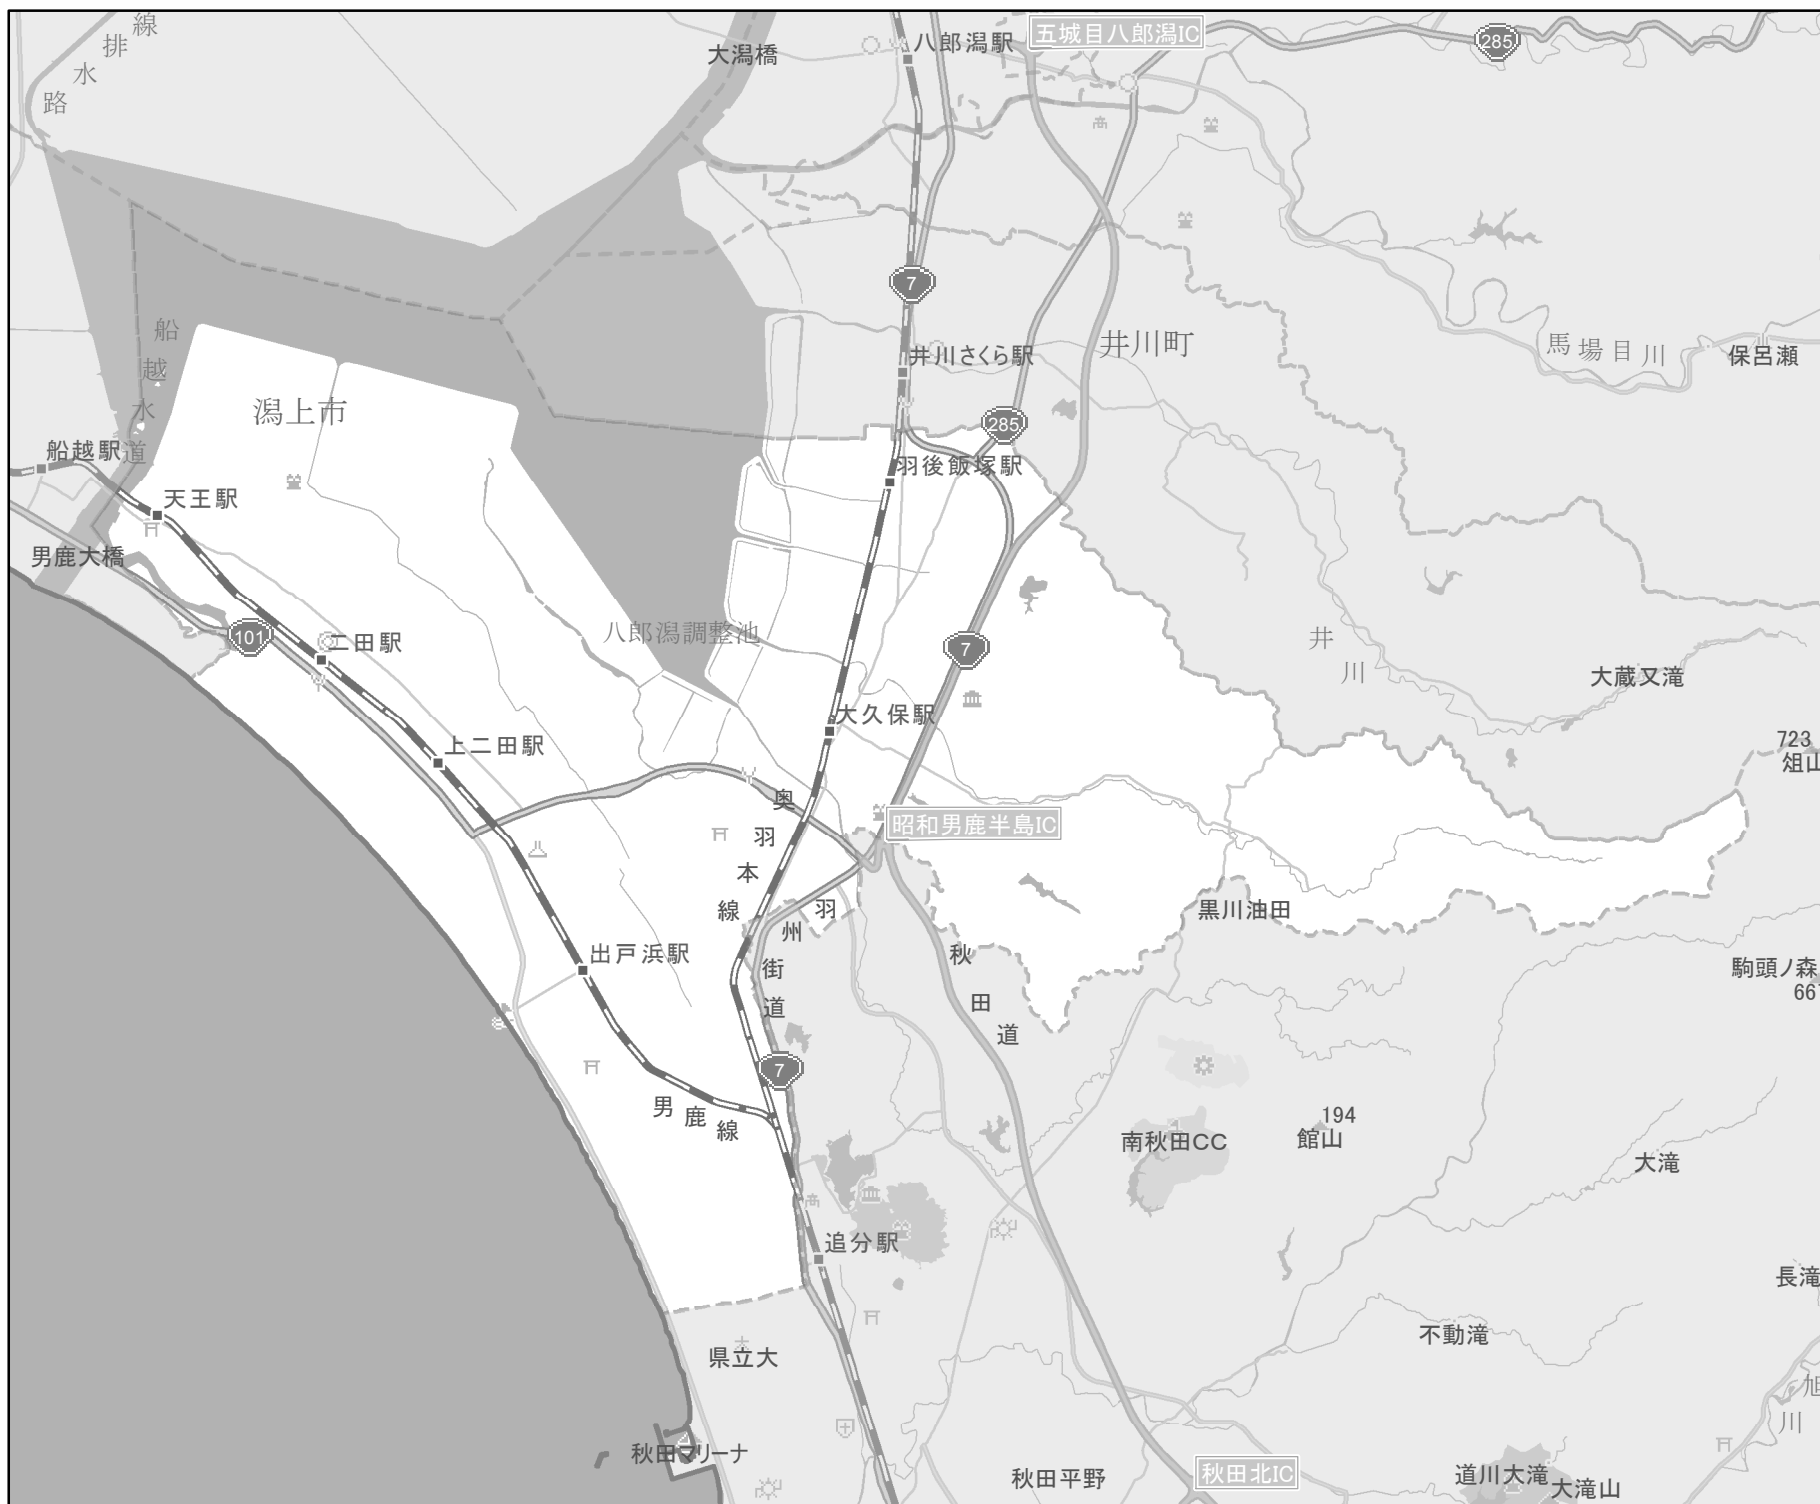 線
排
水
路
大潟橋
八郎潟駅
五城目八郎潟IC
285
7
船越水道
潟上市
井川さくら駅
井川町
馬場目川
保呂瀬
285
船越駅
羽後飯塚駅
天王駅
男鹿大橋
101
二田駅
八郎潟調整池
7
井川
大蔵又滝
大久保駅
上二田駅
723
俎山
昭和男鹿半島IC
奥羽本線
羽州街道
黒川油田
出戸浜駅
秋田道
駒頭ノ森
66
7
男鹿線
南秋田CC
194
館山
大滝
追分駅
長滝
不動滝
県立大
旭川
秋田マリーナ
秋田平野
秋田北IC
道川大滝
大滝山